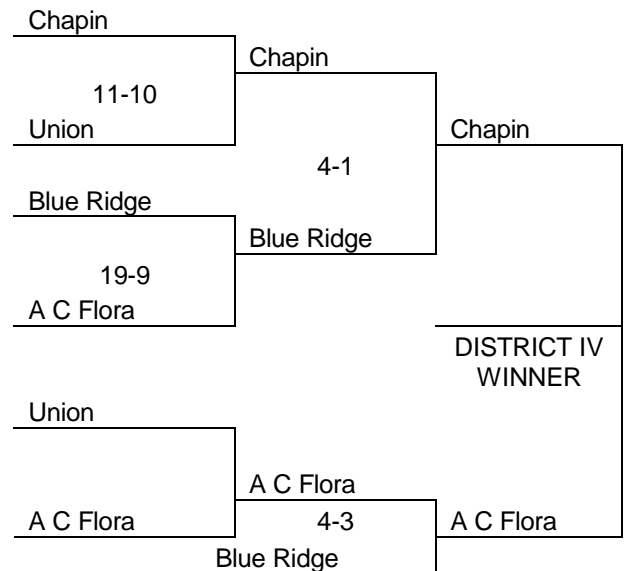 Chapin
Chapin
11-10
Union
Chapin
4-1
Blue Ridge
Blue Ridge
19-9
A C Flora
DISTRICT IV
WINNER
Union
A C Flora
A C Flora
4-3
A C Flora
Blue Ridge